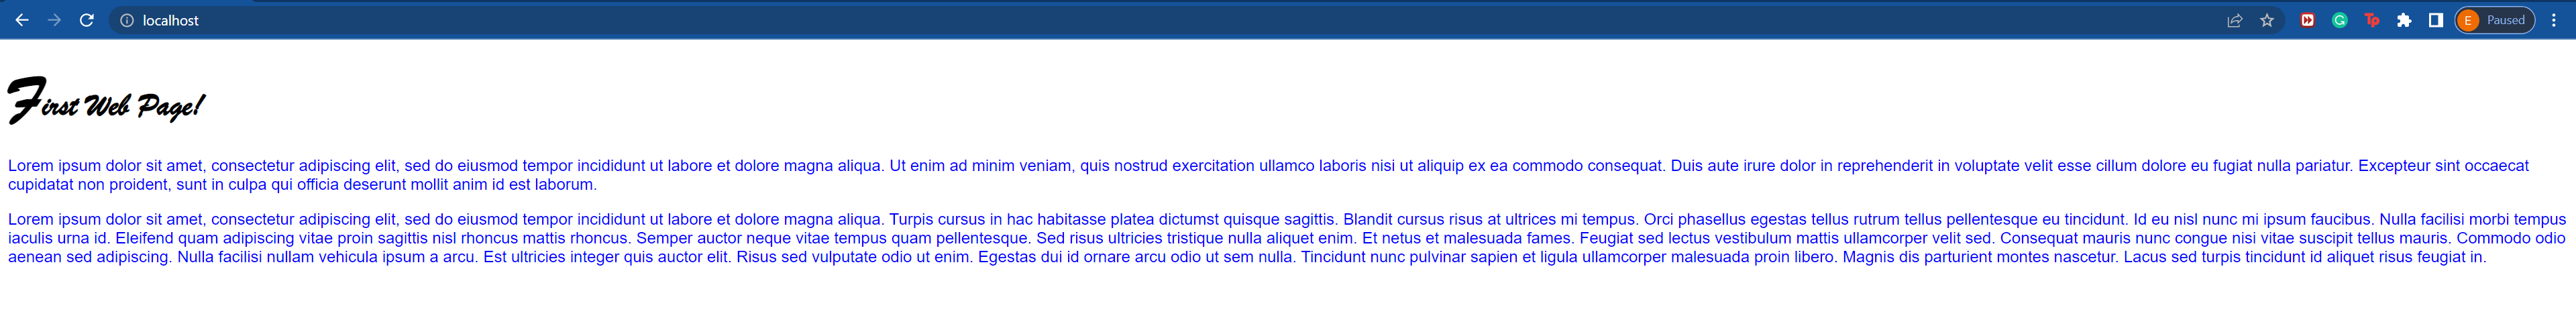 localhost
Tp
E Paused
First Web Page!
Lorem ipsum dolor sit amet, consectetur adipiscing elit, sed do eiusmod tempor incididunt ut labore et dolore magna aliqua. Ut enim ad minim veniam, quis nostrud exercitation ullamco laboris nisi ut aliquip ex ea commodo consequat. Duis aute irure dolor in reprehenderit in voluptate velit esse cillum dolore eu fugiat nulla pariatur. Excepteur sint occaecat
cupidatat non proident, sunt in culpa qui officia deserunt mollit anim id est laborum.
Lorem ipsum dolor sit amet, consectetur adipiscing elit, sed do eiusmod tempor incididunt ut labore et dolore magna aliqua. Turpis cursus in hac habitasse platea dictumst quisque sagittis. Blandit cursus risus at ultrices mi tempus. Orci phasellus egestas tellus rutrum tellus pellentesque eu tincidunt. Id eu nisl nunc mi ipsum faucibus. Nulla facilisi morbi tempus
iaculis urna id. Eleifend quam adipiscing vitae proin sagittis nisl rhoncus mattis rhoncus. Semper auctor neque vitae tempus quam pellentesque. Sed risus ultricies tristique nulla aliquet enim. Et netus et malesuada fames. Feugiat sed lectus vestibulum mattis ullamcorper velit sed. Consequat mauris nunc congue nisi vitae suscipit tellus mauris. Commodo odio
aenean sed adipiscing. Nulla facilisi nullam vehicula ipsum a arcu. Est ultricies integer quis auctor elit. Risus sed vulputate odio ut enim. Egestas dui id ornare arcu odio ut sem nulla. Tincidunt nunc pulvinar sapien et ligula ullamcorper malesuada proin libero. Magnis dis parturient montes nascetur. Lacus sed turpis tincidunt id aliquet risus feugiat in.